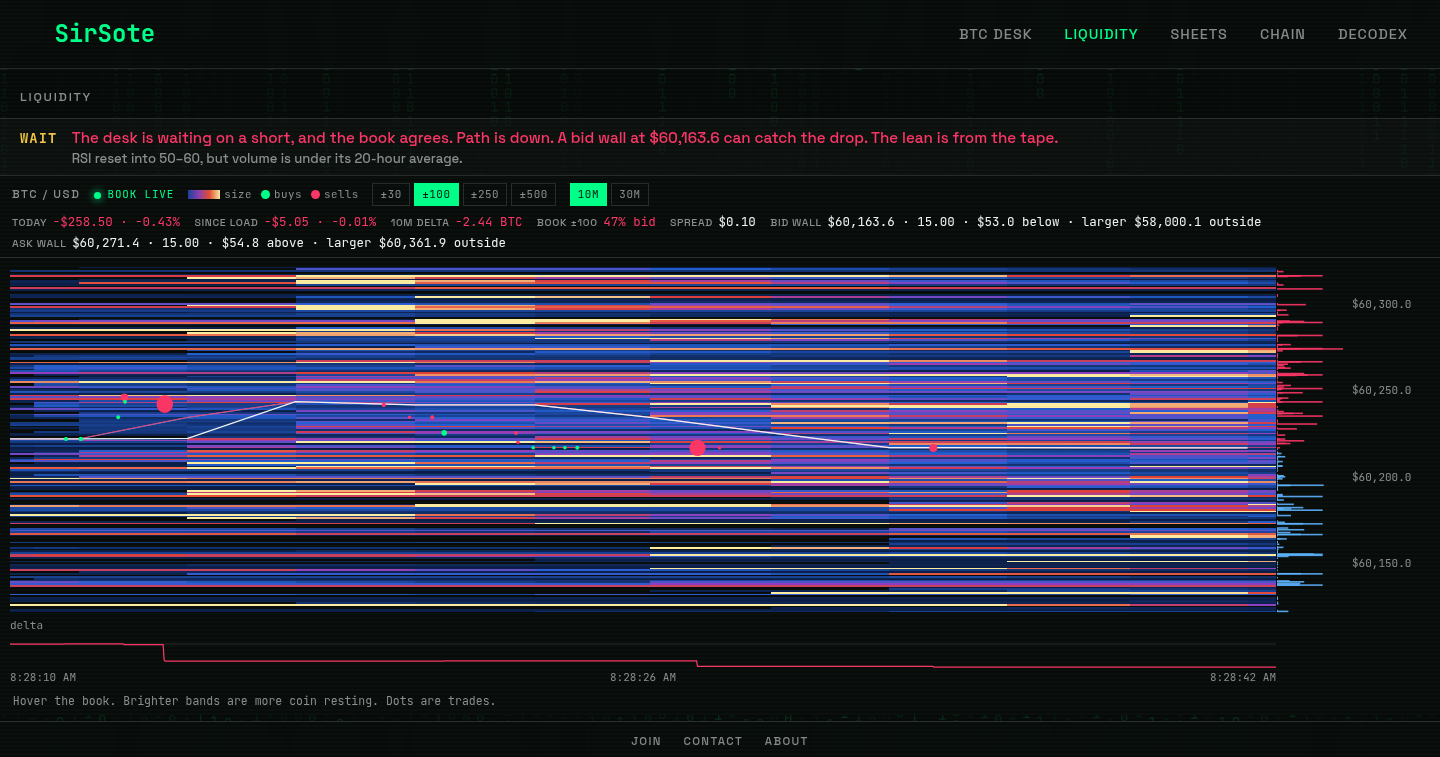 SirSote
BTC DESK LIQUIDITY SHEETS CHAIN DECODEX
LIQUIDITY
WAIT The desk is waiting on a short, and the book agrees. Path is down. A bid wall at $60,163.6 can catch the drop. The lean is from the tape.
RSI reset into 50–60, but volume is under its 20-hour average.
BTC / USD BOOK LIVE size buys sells ±30 ±100 ±250 ±500 10M 30M
TODAY -$258.50 · -0.43% SINCE LOAD -$5.05 · -0.01% 10M DELTA -2.44 BTC BOOK ±100 47% bid SPREAD $0.10 BID WALL $60,163.6 · 15.00 · $53.0 below · larger $58,000.1 outside
ASK WALL $60,271.4 · 15.00 · $54.8 above · larger $60,361.9 outside
$60,300.0
$60,250.0
$60,200.0
$60,150.0
delta
8:28:10 AM 8:28:26 AM 8:28:42 AM
Hover the book. Brighter bands are more coin resting. Dots are trades.
JOIN CONTACT ABOUT